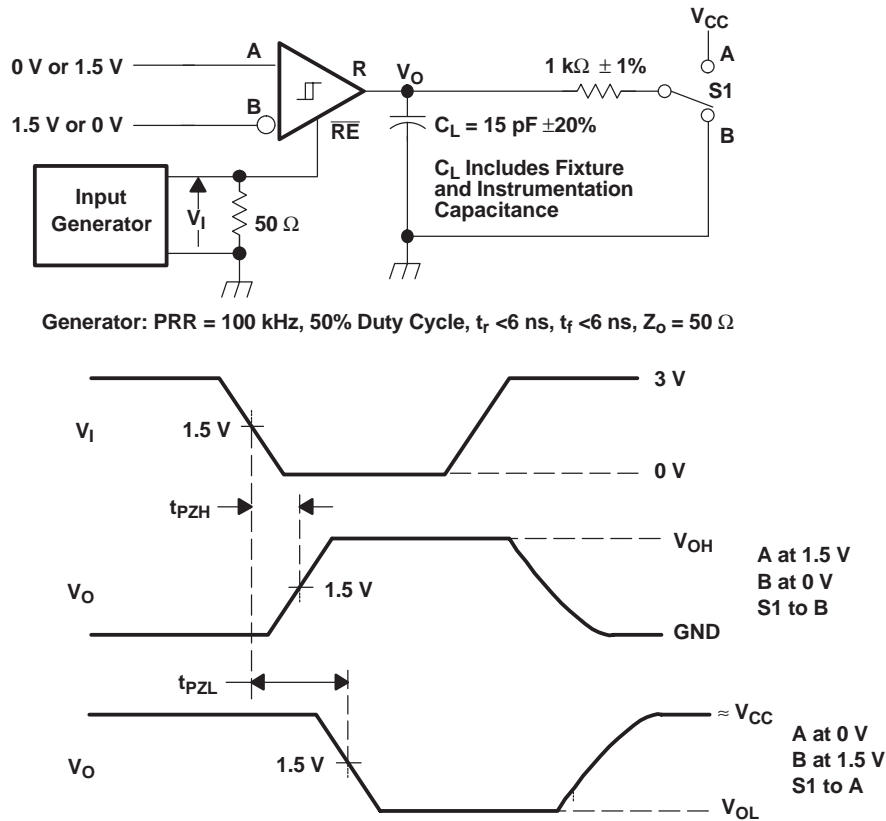 V_CC
A
A
R
V_O
1 kΩ ± 1%
S1
0 V or 1.5 V
B
1.5 V or 0 V
R̅E̅
C_L = 15 pF ±20%
B
C_L Includes Fixture
and Instrumentation
Capacitance
Input
Generator
V_I
50 Ω
Generator: PRR = 100 kHz, 50% Duty Cycle, t_r <6 ns, t_f <6 ns, Z_o = 50 Ω
3 V
V_I
1.5 V
0 V
t_PZH
V_OH
A at 1.5 V
B at 0 V
S1 to B
V_O
1.5 V
GND
t_PZL
≈ V_CC
A at 0 V
B at 1.5 V
S1 to A
V_O
1.5 V
V_OL